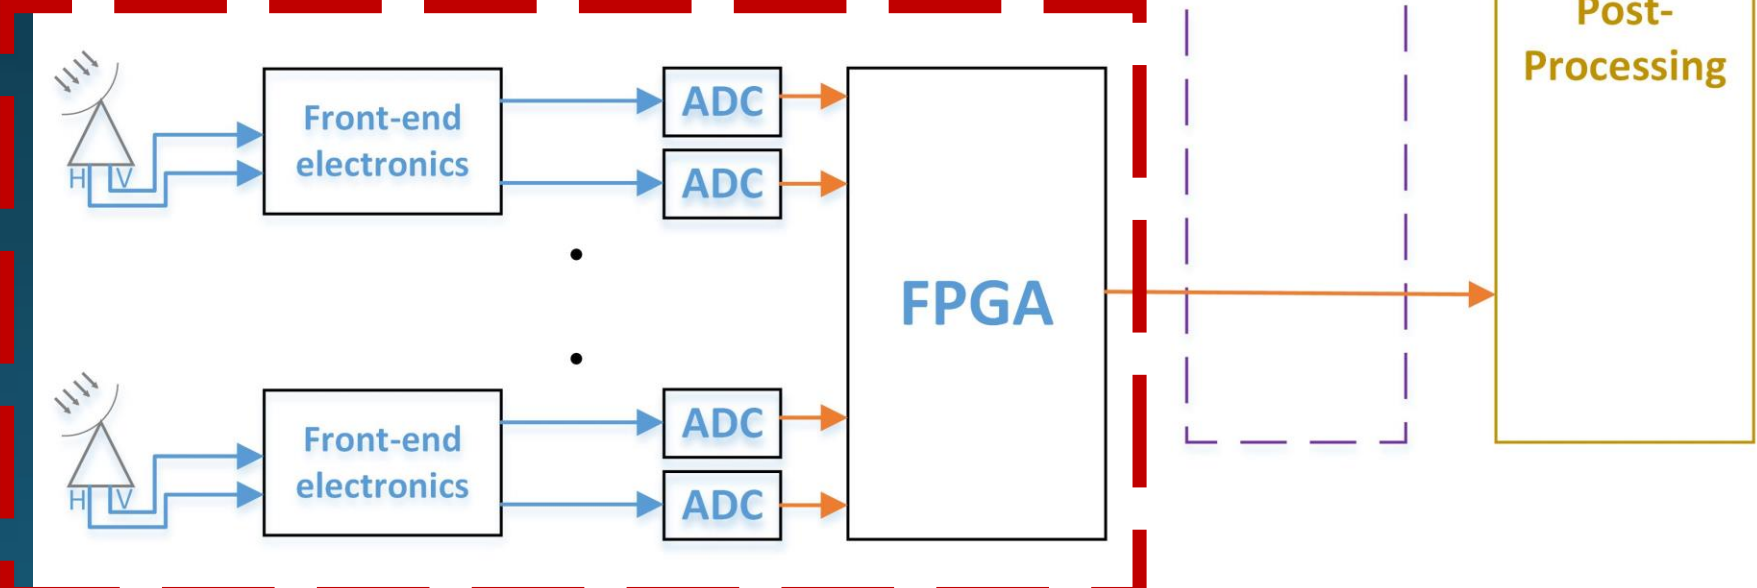 Post-
Processing
Front-end
electronics
ADC
ADC
H V
FPGA
Front-end
electronics
ADC
ADC
H V